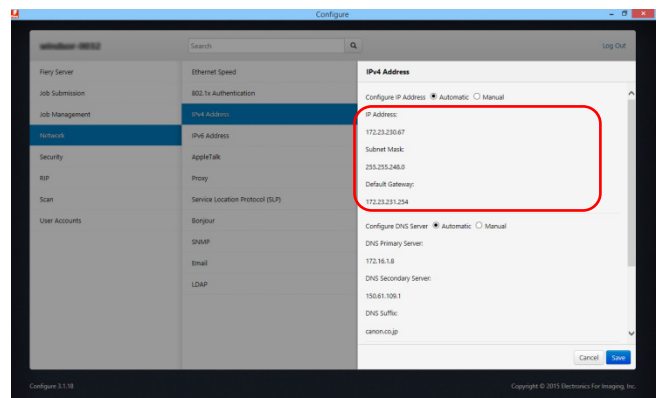 Configure
Search
Log Out
Fiery Server
Job Submission
Job Management
Network
Security
RIP
Scan
User Accounts
Ethernet Speed
802.1x Authentication
IPv4 Address
IPv6 Address
AppleTalk
Proxy
Service Location Protocol (SLP)
Bonjour
SNMP
Email
LDAP
IPv4 Address
Configure IP Address Automatic Manual
IP Address:
172.23.230.67
Subnet Mask:
255.255.248.0
Default Gateway:
172.23.231.254
Configure DNS Server Automatic Manual
DNS Primary Server:
172.16.1.8
DNS Secondary Server:
150.61.109.1
DNS Suffix:
canon.co.jp
Cancel Save
Configure 3.1.18
Copyright © 2015 Electronics For Imaging, Inc.